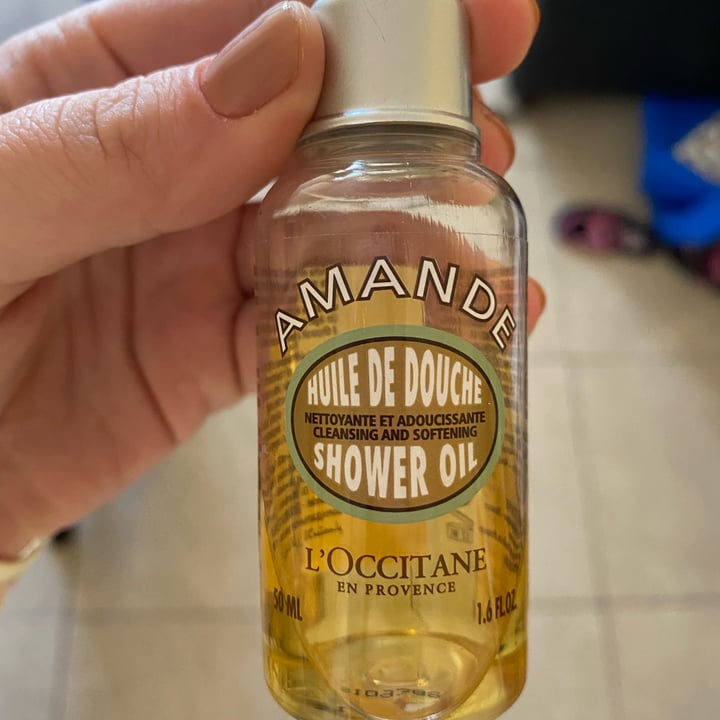 AMANDE
HUILE DE DOUCHE
NETTOYANTE ET ADOUCISSANTE
CLEANSING AND SOFTENING
SHOWER OIL
L'OCCITANE
EN PROVENCE
50 ML 1.6 FL.OZ.